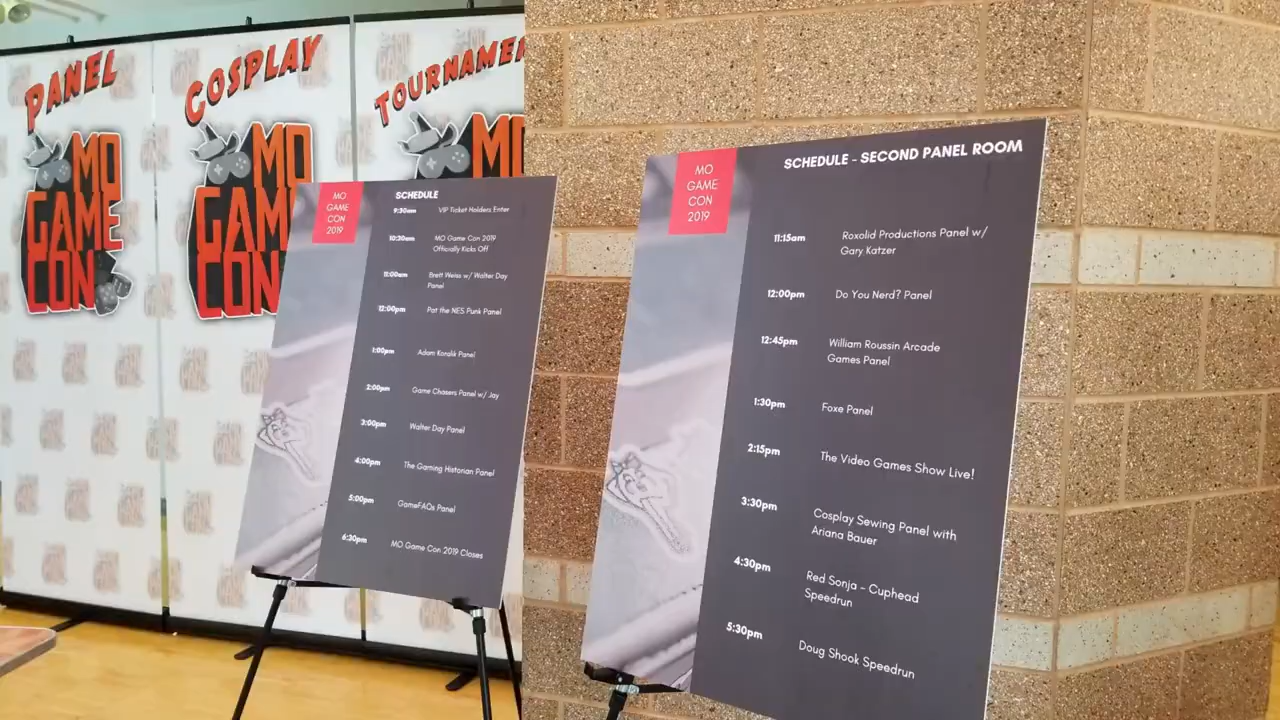 PANEL
MO
GAME
CON
COSPLAY
MO
GAME
CON
TOURNAMEN
MO
MO
GAME
CON
2019
SCHEDULE
9:30am VIP Ticket Holders Enter
10:30am MO Game Con 2019
Officially Kicks Off
11:00am Brett Weiss w/ Walter Day
Panel
12:00pm Pat the NES Punk Panel
1:00pm Adam Koralik Panel
2:00pm Game Chasers Panel w/ Jay
3:00pm Walter Day Panel
4:00pm The Gaming Historian Panel
5:00pm GameFAQs Panel
6:30pm MO Game Con 2019 Closes
MO
GAME
CON
2019
SCHEDULE - SECOND PANEL ROOM
11:15am Roxolid Productions Panel w/
Gary Katzer
12:00pm Do You Nerd? Panel
12:45pm William Roussin Arcade
Games Panel
1:30pm Foxe Panel
2:15pm The Video Games Show Live!
3:30pm Cosplay Sewing Panel with
Ariana Bauer
4:30pm Red Sonja - Cuphead
Speedrun
5:30pm Doug Shook Speedrun